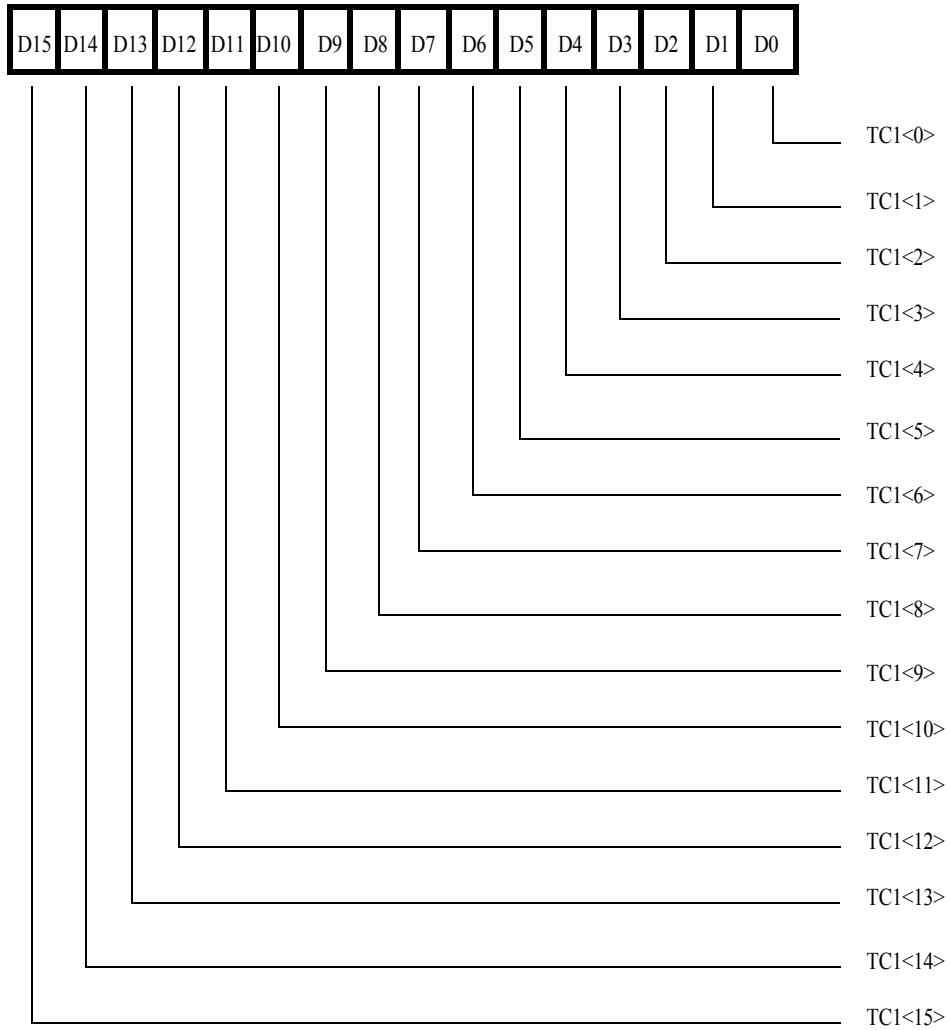 D15 D14 D13 D12 D11 D10 D9 D8 D7 D6 D5 D4 D3 D2 D1 D0
TC1<0>
TC1<1>
TC1<2>
TC1<3>
TC1<4>
TC1<5>
TC1<6>
TC1<7>
TC1<8>
TC1<9>
TC1<10>
TC1<11>
TC1<12>
TC1<13>
TC1<14>
TC1<15>